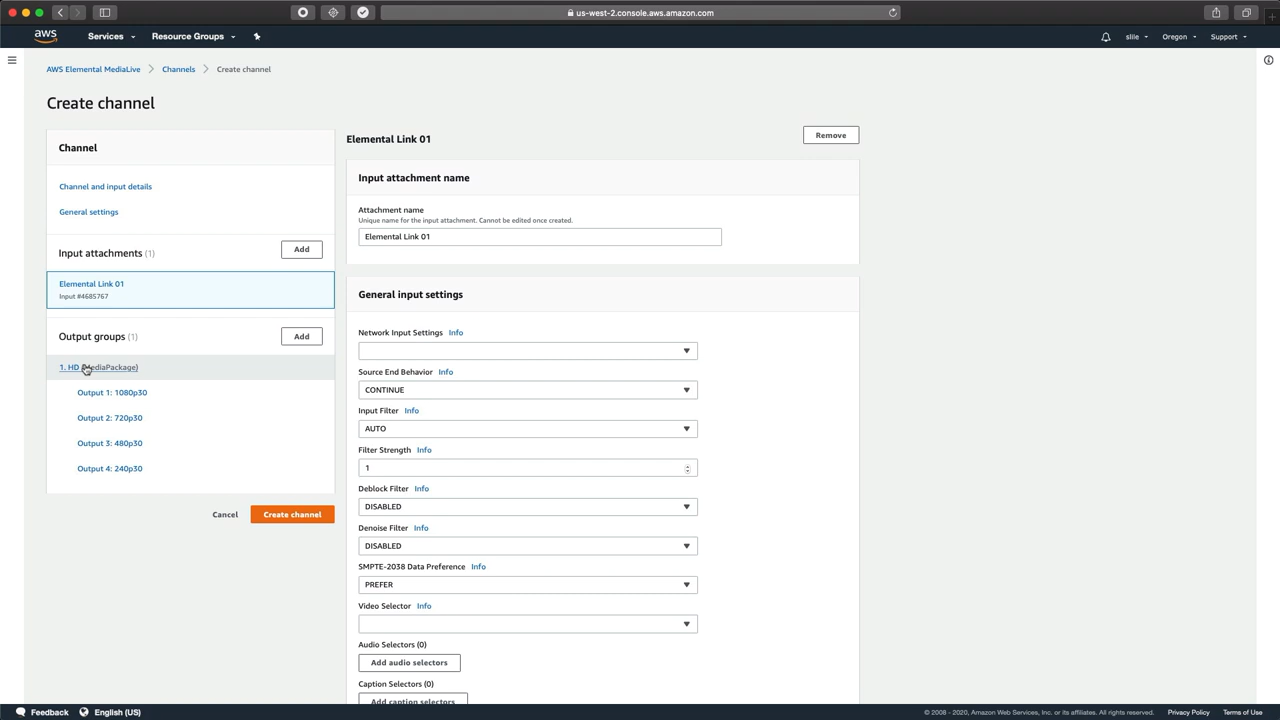 us-west-2.console.aws.amazon.com
aws Services Resource Groups slile Oregon Support
AWS Elemental MediaLive Channels Create channel
Create channel
Channel
Channel and input details
General settings
Input attachments (1) Add
Elemental Link 01
Input #4685767
Output groups (1) Add
1. HD (MediaPackage)
Output 1: 1080p30
Output 2: 720p30
Output 3: 480p30
Output 4: 240p30
Cancel Create channel
Elemental Link 01 Remove
Input attachment name
Attachment name
Unique name for the input attachment. Cannot be edited once created.
Elemental Link 01
General input settings
Network Input Settings Info
Source End Behavior Info
CONTINUE
Input Filter Info
AUTO
Filter Strength Info
1
Deblock Filter Info
DISABLED
Denoise Filter Info
DISABLED
SMPTE-2038 Data Preference Info
PREFER
Video Selector Info
Audio Selectors (0)
Add audio selectors
Caption Selectors (0)
Add caption selectors
Feedback English (US) © 2008 - 2020, Amazon Web Services, Inc. or its affiliates. All rights reserved. Privacy Policy Terms of Use